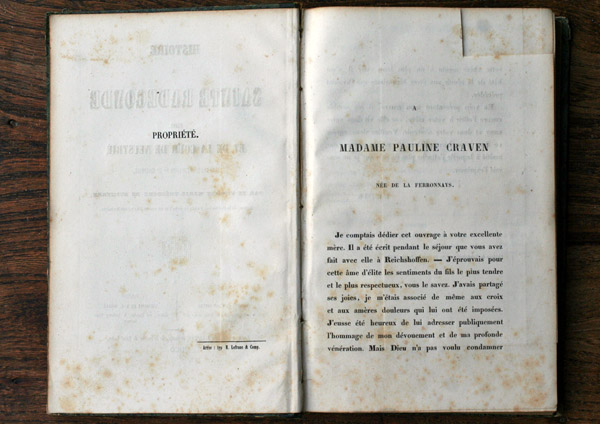 PROPRIÉTÉ.
Arras : typ. E. Lefranc & Comp.
A
MADAME PAULINE CRAVEN
NÉE DE LA FERRONNAYS.
Je comptais dédier cet ouvrage à votre excellente
mère. Il a été écrit pendant le séjour que vous avez
fait avec elle à Reichshoffen. — J'éprouvais pour
cette âme d'élite les sentiments du fils le plus tendre
et le plus respectueux, vous le savez. J'avais partagé
ses joies, je m'étais associé de même aux croix
et aux amères douleurs qui lui ont été imposées.
J'eusse été heureux de lui adresser publiquement
l'hommage de mon dévouement et de ma profonde
vénération. Mais Dieu n'a pas voulu condamner